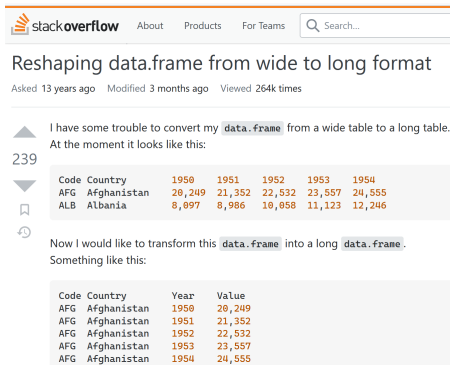 stackoverflow About Products For Teams Search...
Reshaping data.frame from wide to long format
Asked 13 years ago Modified 3 months ago Viewed 264k times
I have some trouble to convert my data.frame from a wide table to a long table.
At the moment it looks like this:
239
Code Country 1950 1951 1952 1953 1954
AFG Afghanistan 20,249 21,352 22,532 23,557 24,555
ALB Albania 8,097 8,986 10,058 11,123 12,246
Now I would like to transform this data.frame into a long data.frame.
Something like this:
Code Country Year Value
AFG Afghanistan 1950 20,249
AFG Afghanistan 1951 21,352
AFG Afghanistan 1952 22,532
AFG Afghanistan 1953 23,557
AFG Afghanistan 1954 24,555